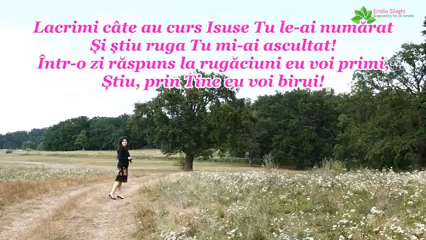 Emilia Silaghi
Lacrimi câte au curs Isuse Tu le-ai numărat
Și știu ruga Tu mi-ai ascultat!
Într-o zi răspuns la rugăciuni eu voi primi
Știu, prin Tine eu voi birui!